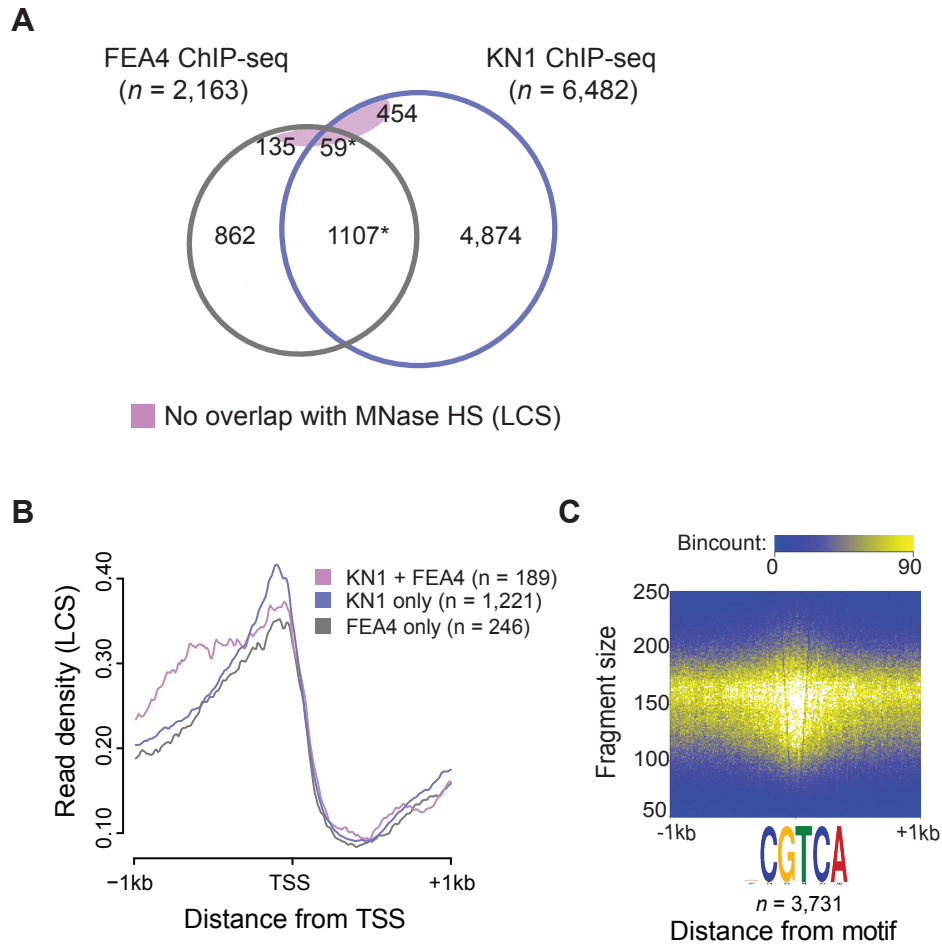 A
FEA4 ChIP-seq
(n = 2,163)
KN1 ChIP-seq
(n = 6,482)
454
135
59*
862
1107*
4,874
No overlap with MNase HS (LCS)
B
Read density (LCS)
0.40
0.30
0.20
0.10
KN1 + FEA4 (n = 189)
KN1 only (n = 1,221)
FEA4 only (n = 246)
−1kb
TSS
+1kb
Distance from TSS
C
Bincount:
0
90
Fragment size
250
200
150
100
50
-1kb
+1kb
CGTCA
n = 3,731
Distance from motif